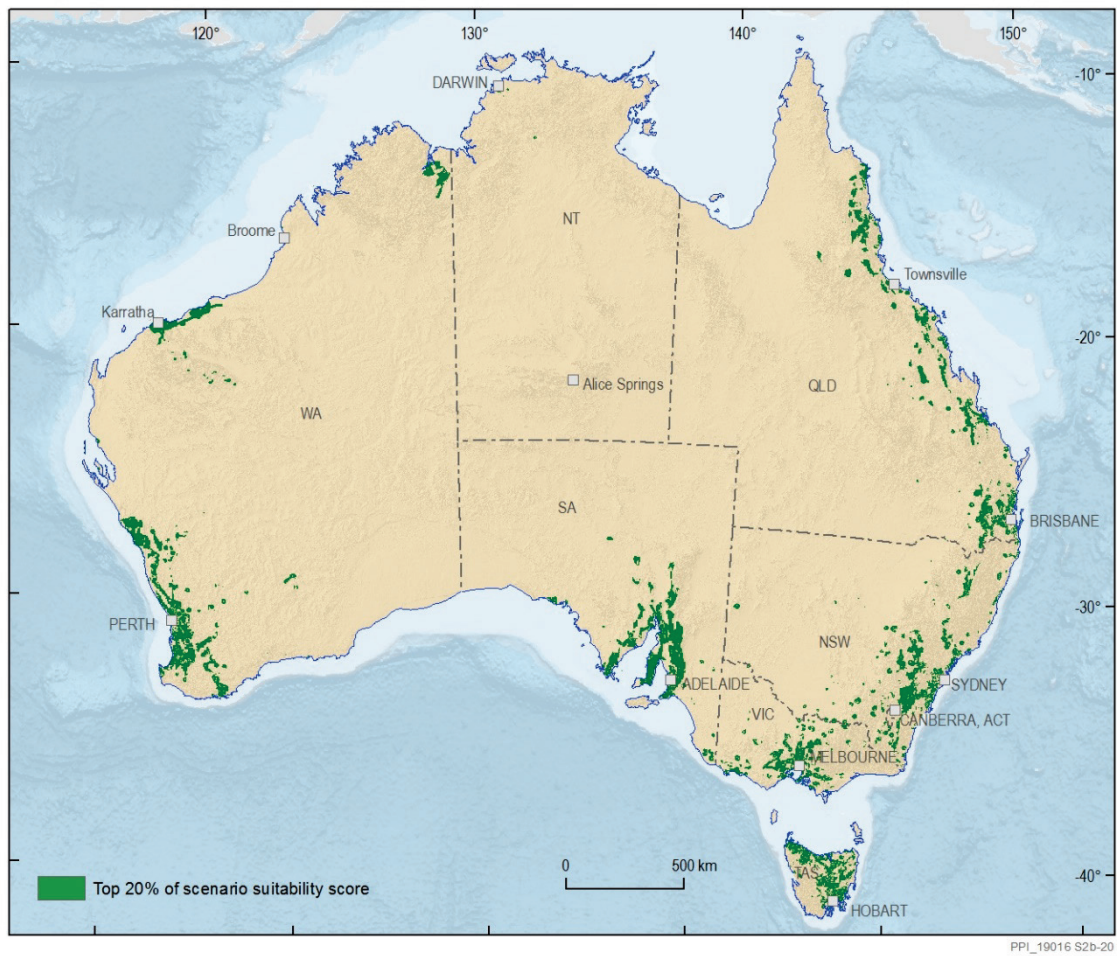 120°
130°
140°
150°
-10°
DARWIN
NT
Broome
Townsville
Karratha
-20°
Alice Springs
QLD
WA
SA
BRISBANE
-30°
PERTH
NSW
ADELAIDE
SYDNEY
VIC
CANBERRA, ACT
MELBOURNE
0
500 km
TAS
-40°
Top 20% of scenario suitability score
HOBART
PPI_19016 S2b-20